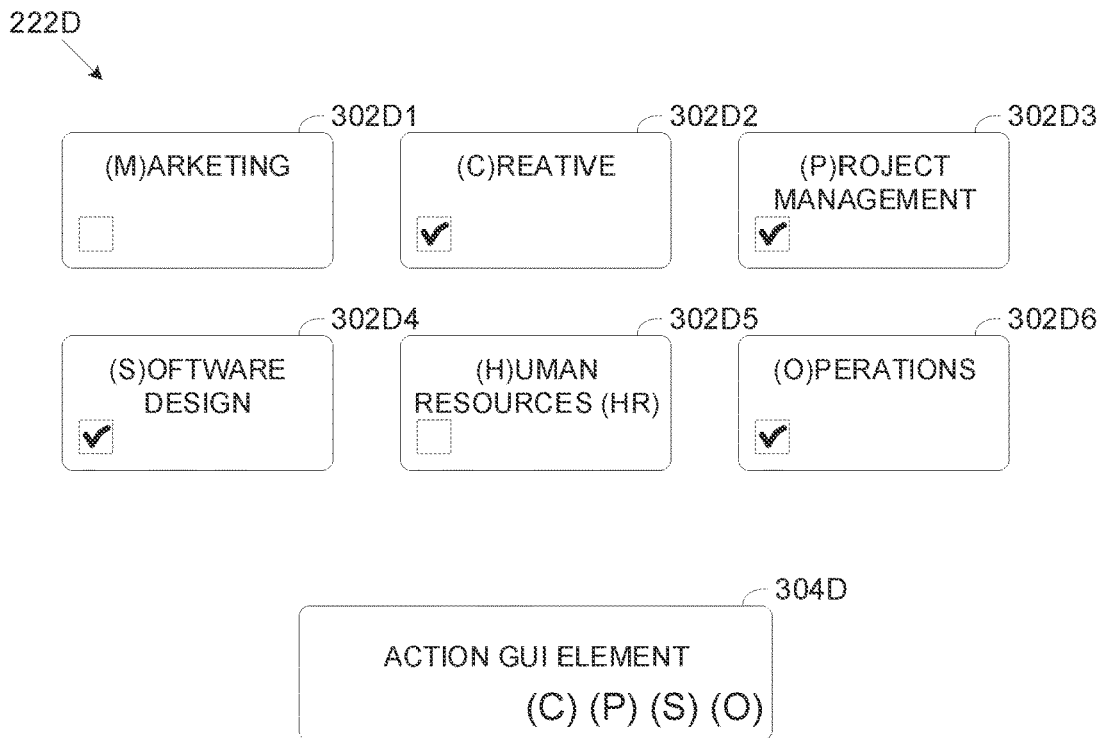 222D
302D1
302D2
302D3
(M)ARKETING
(C)REATIVE
(P)ROJECT
MANAGEMENT
302D4
302D5
302D6
(S)OFTWARE
DESIGN
(H)UMAN
RESOURCES (HR)
(O)PERATIONS
304D
ACTION GUI ELEMENT
(C) (P) (S) (O)